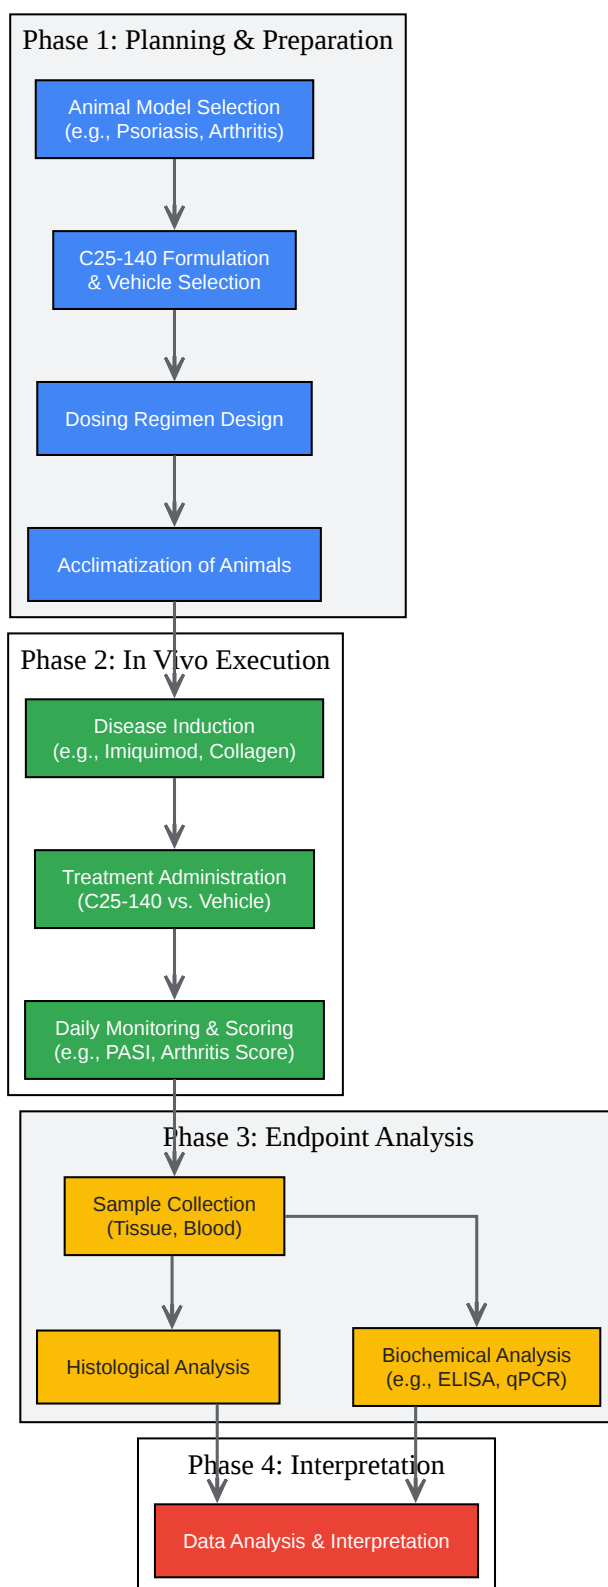 Phase 1: Planning & Preparation
Animal Model Selection
(e.g., Psoriasis, Arthritis)
C25-140 Formulation
& Vehicle Selection
Dosing Regimen Design
Acclimatization of Animals
Phase 2: In Vivo Execution
Disease Induction
(e.g., Imiquimod, Collagen)
Treatment Administration
(C25-140 vs. Vehicle)
Daily Monitoring & Scoring
(e.g., PASI, Arthritis Score)
Phase 3: Endpoint Analysis
Sample Collection
(Tissue, Blood)
Histological Analysis
Biochemical Analysis
(e.g., ELISA, qPCR)
Phase 4: Interpretation
Data Analysis & Interpretation